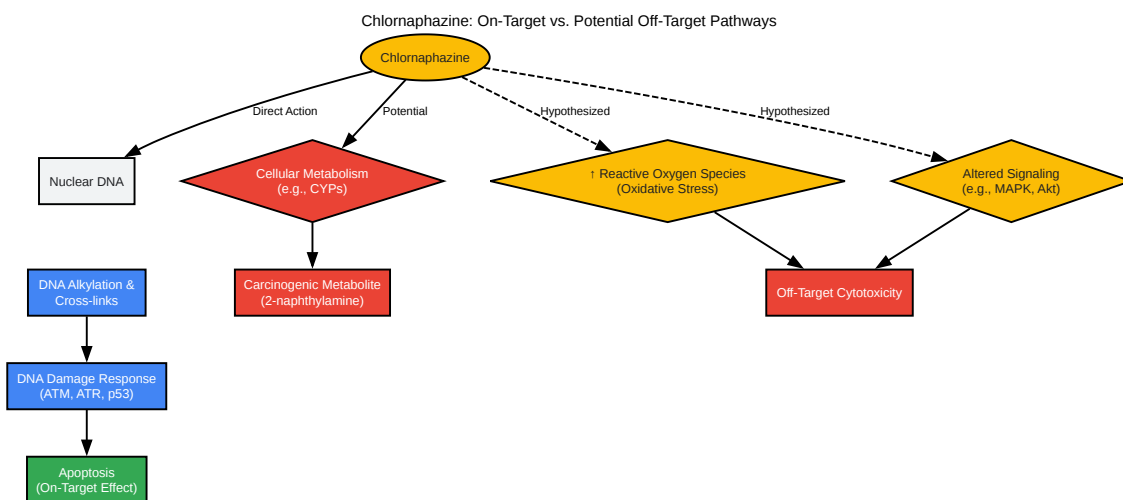 Chlornaphazine: On-Target vs. Potential Off-Target Pathways
Chlornaphazine
Direct Action
Potential
Hypothesized
Hypothesized
Nuclear DNA
Cellular Metabolism
(e.g., CYPs)
↑ Reactive Oxygen Species
(Oxidative Stress)
Altered Signaling
(e.g., MAPK, Akt)
DNA Alkylation &
Cross-links
Carcinogenic Metabolite
(2-naphthylamine)
Off-Target Cytotoxicity
DNA Damage Response
(ATM, ATR, p53)
Apoptosis
(On-Target Effect)